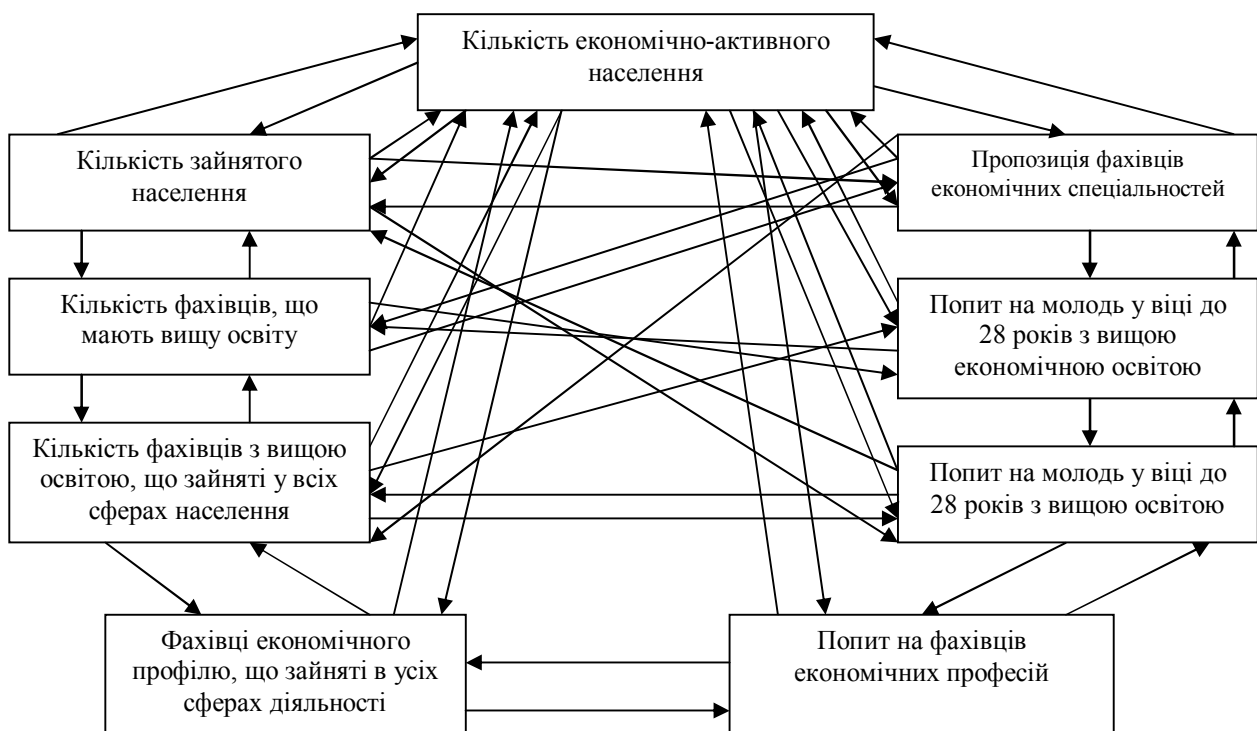 Кількість економічно-активного
населення
Кількість зайнятого
населення
Пропозиція фахівців
економічних спеціальностей
Кількість фахівців, що
мають вищу освіту
Попит на молодь у віці до
28 років з вищою
економічною освітою
Кількість фахівців з вищою
освітою, що зайняті у всіх
сферах населення
Попит на молодь у віці до
28 років з вищою освітою
Фахівці економічного
профілю, що зайняті в усіх
сферах діяльності
Попит на фахівців
економічних професій